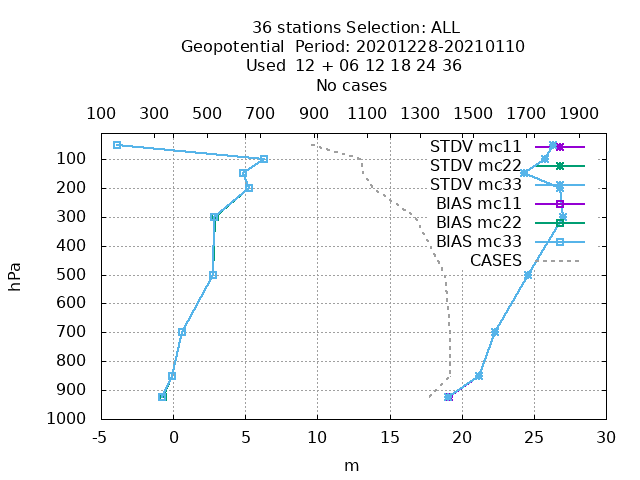 36 stations Selection: ALL
Geopotential  Period: 20201228-20210110
Used  12 + 06 12 18 24 36
No cases
100 300 500 700 900 1100 1300 1500 1700 1900
STDV mc11
STDV mc22
STDV mc33
BIAS mc11
BIAS mc22
BIAS mc33
CASES
100
200
300
400
500
600
700
800
900
1000
hPa
-5 0 5 10 15 20 25 30
m